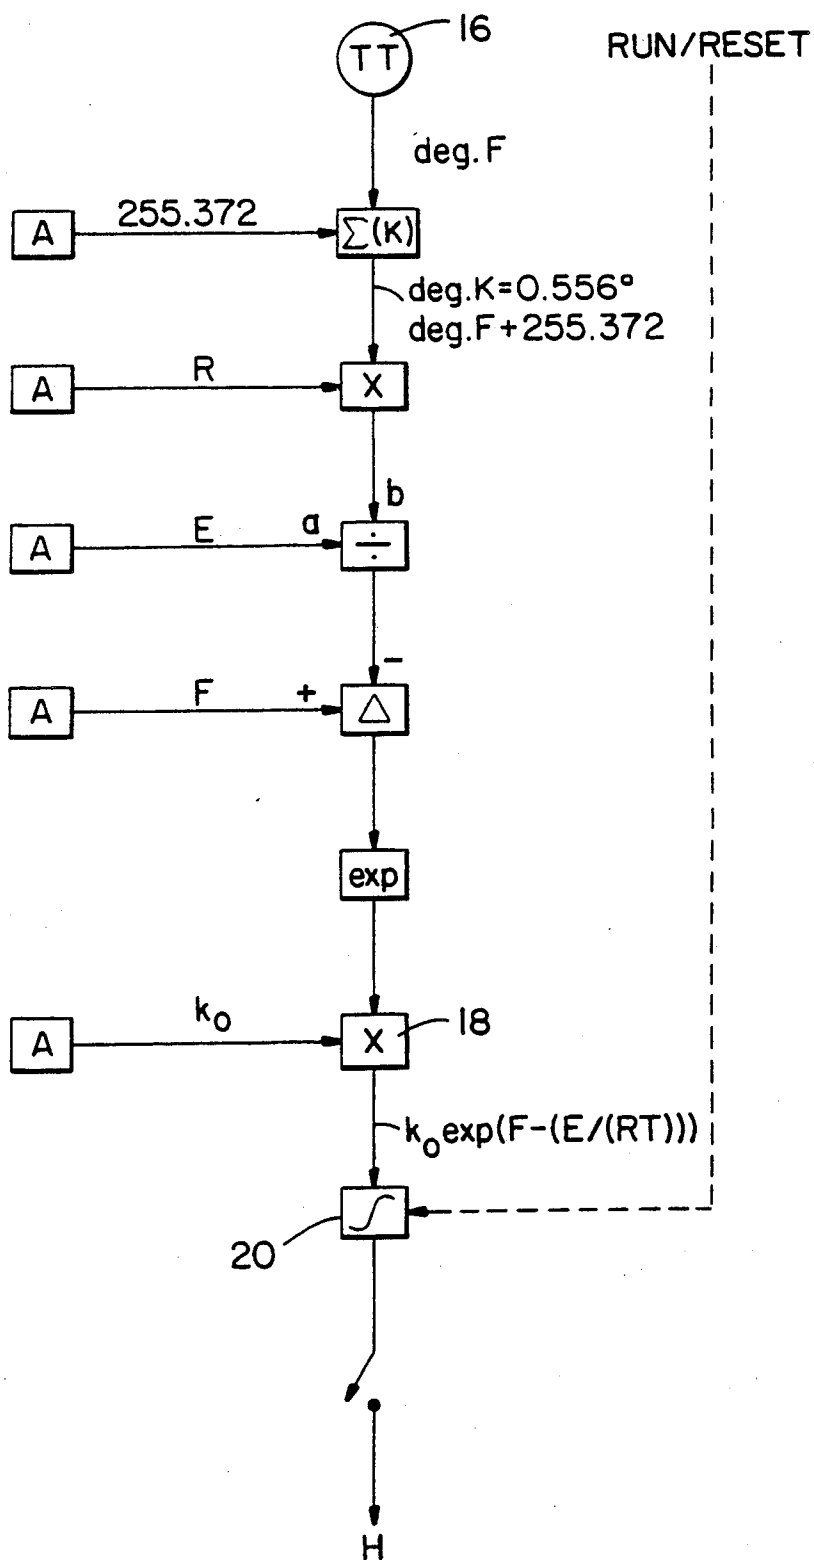 16
TT
RUN/RESET
deg.F
A 255.372 Σ(K)
deg.K=0.556°
deg.F+255.372
A R X
b
A E a ÷
−
A F + △
exp
A k₀ X 18
k₀exp(F-(E/(RT)))
∫
20
H